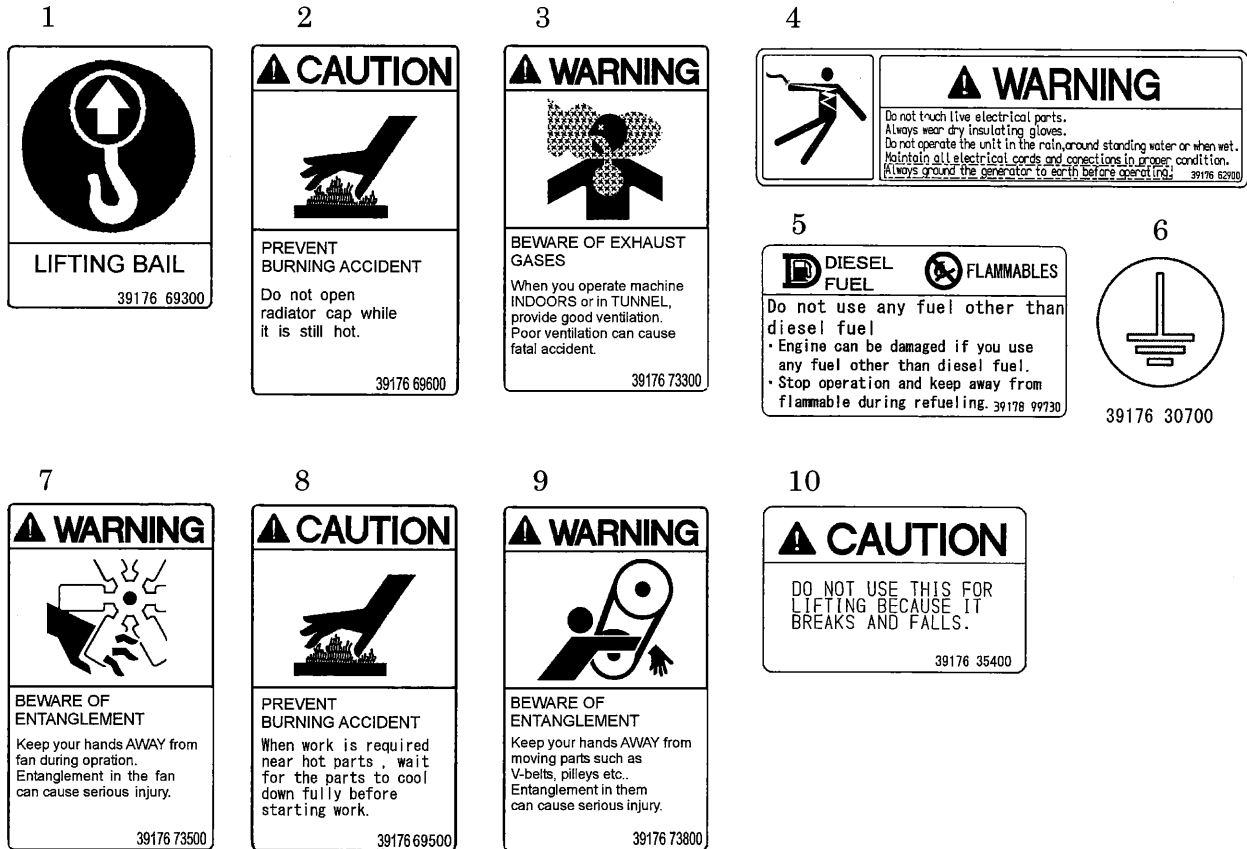 1
LIFTING BAIL
39176 69300
2
CAUTION
PREVENT
BURNING ACCIDENT
Do not open
radiator cap while
it is still hot.
39176 69600
3
WARNING
BEWARE OF EXHAUST
GASES
When you operate machine
INDOORS or in TUNNEL,
provide good ventilation.
Poor ventilation can cause
fatal accident.
39176 73300
4
WARNING
Do not touch live electrical parts.
Always wear dry insulating gloves.
Do not operate the unit in the rain,around standing water or when wet.
Maintain all electrical cords and conections in proper condition.
Always ground the generator to earth before operating.
39176 62900
5
DIESEL
FUEL
FLAMMABLES
Do not use any fuel other than
diesel fuel
・Engine can be damaged if you use
any fuel other than diesel fuel.
・Stop operation and keep away from
flammable during refueling. 39178 99730
6
39176 30700
7
WARNING
BEWARE OF
ENTANGLEMENT
Keep your hands AWAY from
fan during opration.
Entanglement in the fan
can cause serious injury.
39176 73500
8
CAUTION
PREVENT
BURNING ACCIDENT
When work is required
near hot parts , wait
for the parts to cool
down fully before
starting work.
39176 69500
9
WARNING
BEWARE OF
ENTANGLEMENT
Keep your hands AWAY from
moving parts such as
V-belts, pilleys etc..
Entanglement in them
can cause serious injury.
39176 73800
10
CAUTION
DO NOT USE THIS FOR
LIFTING BECAUSE IT
BREAKS AND FALLS.
39176 35400